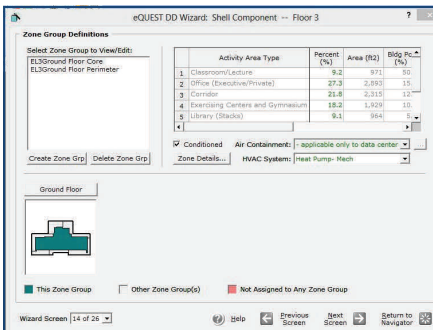 eQUEST DD Wizard: Shell Component -- Floor 3
?
Zone Group Definitions
Select Zone Group to View/Edit:
EL3Ground Floor Core
EL3Ground Floor Perimeter
Create Zone Grp Delete Zone Grp
Activity Area Type Percent (%) Area (ft2) Bldg Pc (%)
1 Classroom/Lecture 9.2 971 50
2 Office (Executive/Private) 27.3 2,893 15
3 Corridor 21.8 2,315 12
4 Exercising Centers and Gymnasium 18.2 1,929 10
5 Library (Stacks) 9.1 964 5
Conditioned Air Containment: - applicable only to data center ...
Zone Details... HVAC System: Heat Pump- Mech
Ground Floor
This Zone Group Other Zone Group(s) Not Assigned to Any Zone Group
Wizard Screen 14 of 26 Help Previous Screen Next Screen Return to Navigator